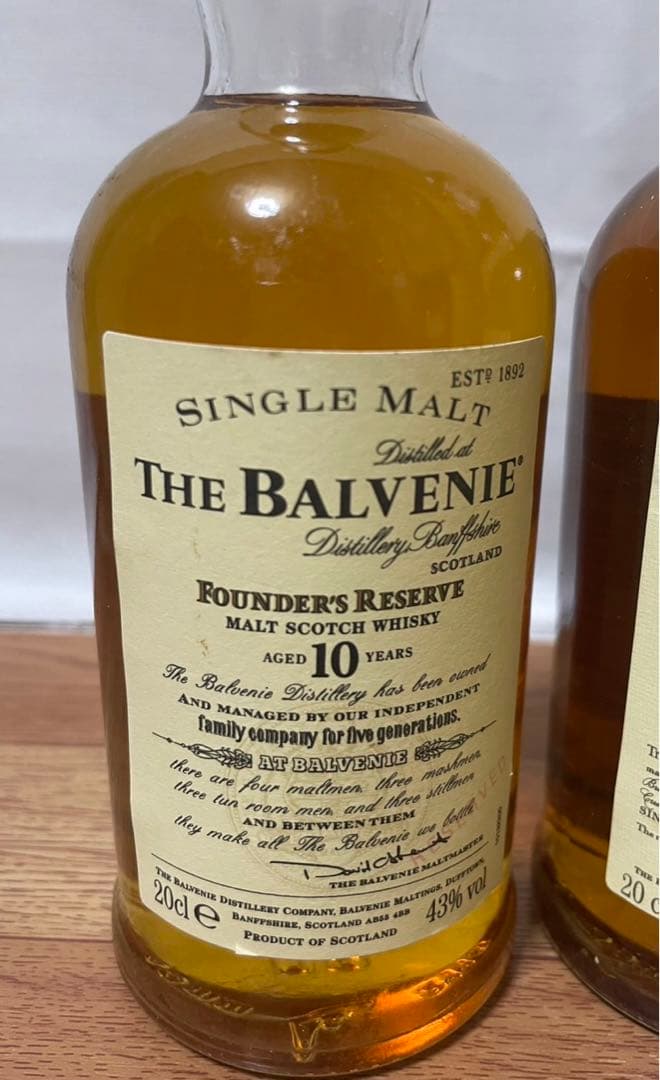 ESTᴰ 1892
SINGLE MALT
Distilled at
THE BALVENIE®
Distillery, Banffshire
SCOTLAND
FOUNDER'S RESERVE
MALT SCOTCH WHISKY
AGED 10 YEARS
The Balvenie Distillery has been owned
AND MANAGED BY OUR INDEPENDENT
family company for five generations.
AT BALVENIE
there are four maltmen, three mashmen,
three tun room men, and three stillmen
AND BETWEEN THEM
they make all The Balvenie we bottle.
THE BALVENIE MALTMASTER
THE BALVENIE DISTILLERY COMPANY, BALVENIE MALTINGS, DUFFTOWN,
BANFFSHIRE, SCOTLAND AB55 4BB
20cl e
43% vol
PRODUCT OF SCOTLAND
20 c